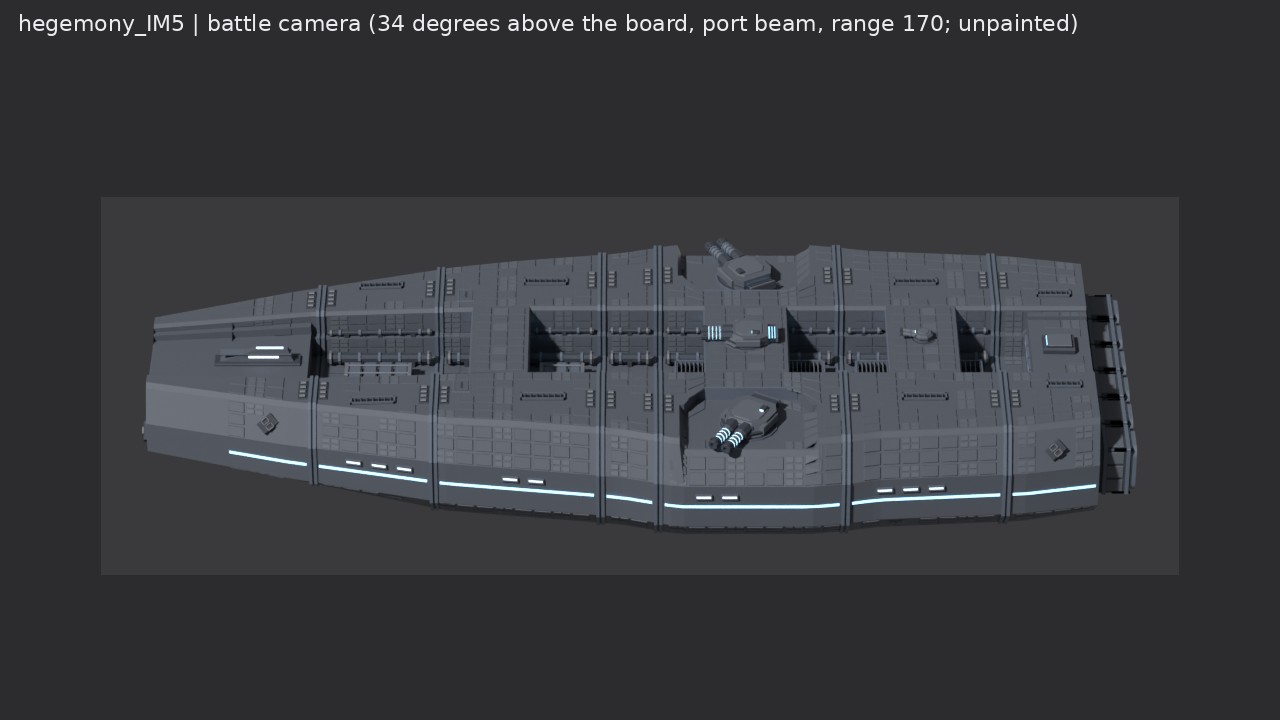 hegemony_IM5 | battle camera (34 degrees above the board, port beam, range 170; unpainted)